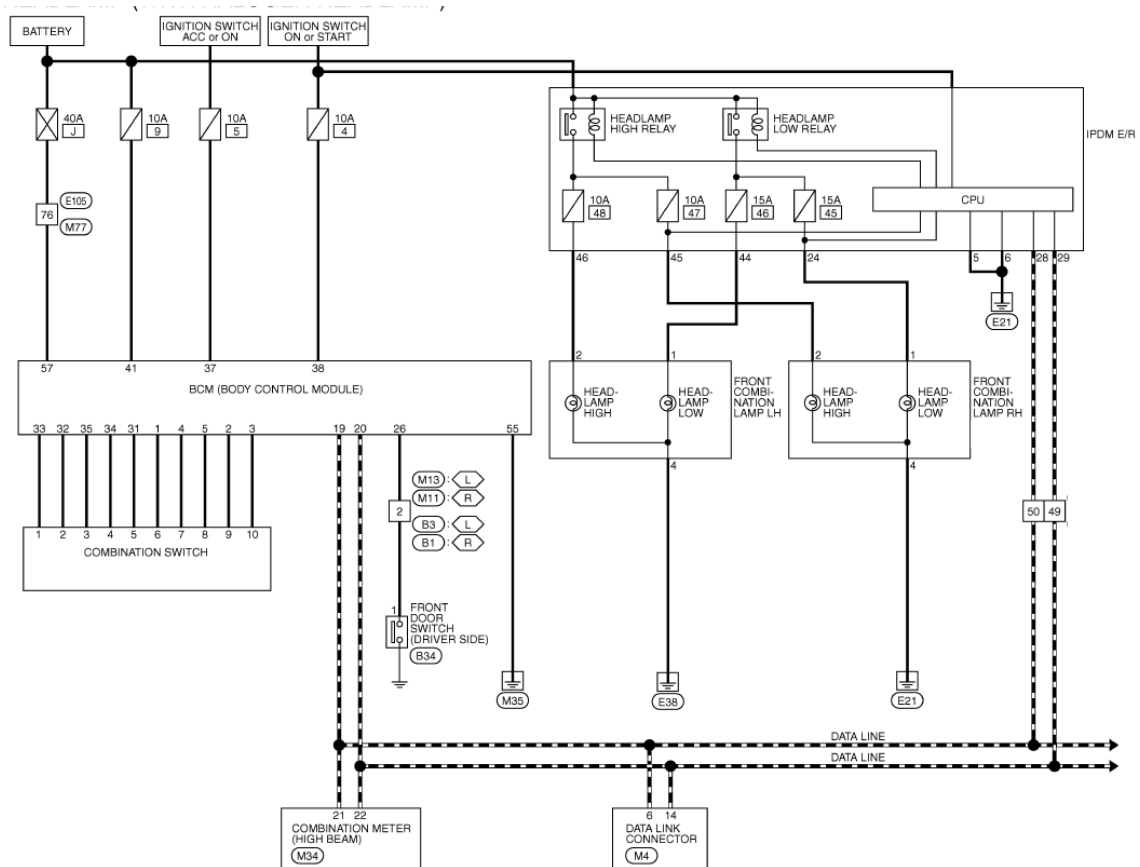 BATTERY
IGNITION SWITCH
ACC or ON
IGNITION SWITCH
ON or START
40A
J
10A
9
10A
5
10A
4
HEADLAMP
HIGH RELAY
HEADLAMP
LOW RELAY
IPDM E/R
CPU
10A
48
10A
47
15A
46
15A
45
76
E105
M77
46
45
44
24
5
6
28
29
E21
57
41
37
38
BCM (BODY CONTROL MODULE)
33 32 35 34 31 1 4 5 2 3
19 20 26 55
2
1
2
1
HEAD-
LAMP
HIGH
HEAD-
LAMP
LOW
FRONT
COMBI-
NATION
LAMP LH
HEAD-
LAMP
HIGH
HEAD-
LAMP
LOW
FRONT
COMBI-
NATION
LAMP RH
4
4
M13 : L
M11 : R
2
B3 : L
B1 : R
50 49
1 2 3 4 5 6 7 8 9 10
COMBINATION SWITCH
1
FRONT
DOOR
SWITCH
(DRIVER SIDE)
B34
M35
E38
E21
DATA LINE
DATA LINE
21 22
COMBINATION METER
(HIGH BEAM)
M34
6 14
DATA LINK
CONNECTOR
M4